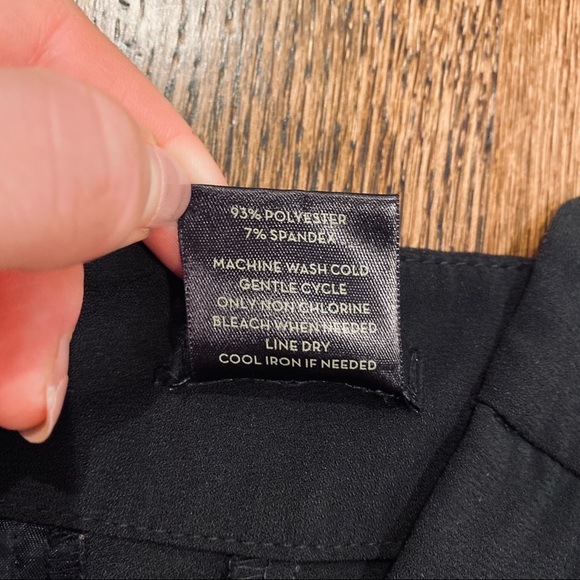 93% POLYESTER
7% SPANDEX
MACHINE WASH COLD
GENTLE CYCLE
ONLY NON CHLORINE
BLEACH WHEN NEEDED
LINE DRY
COOL IRON IF NEEDED